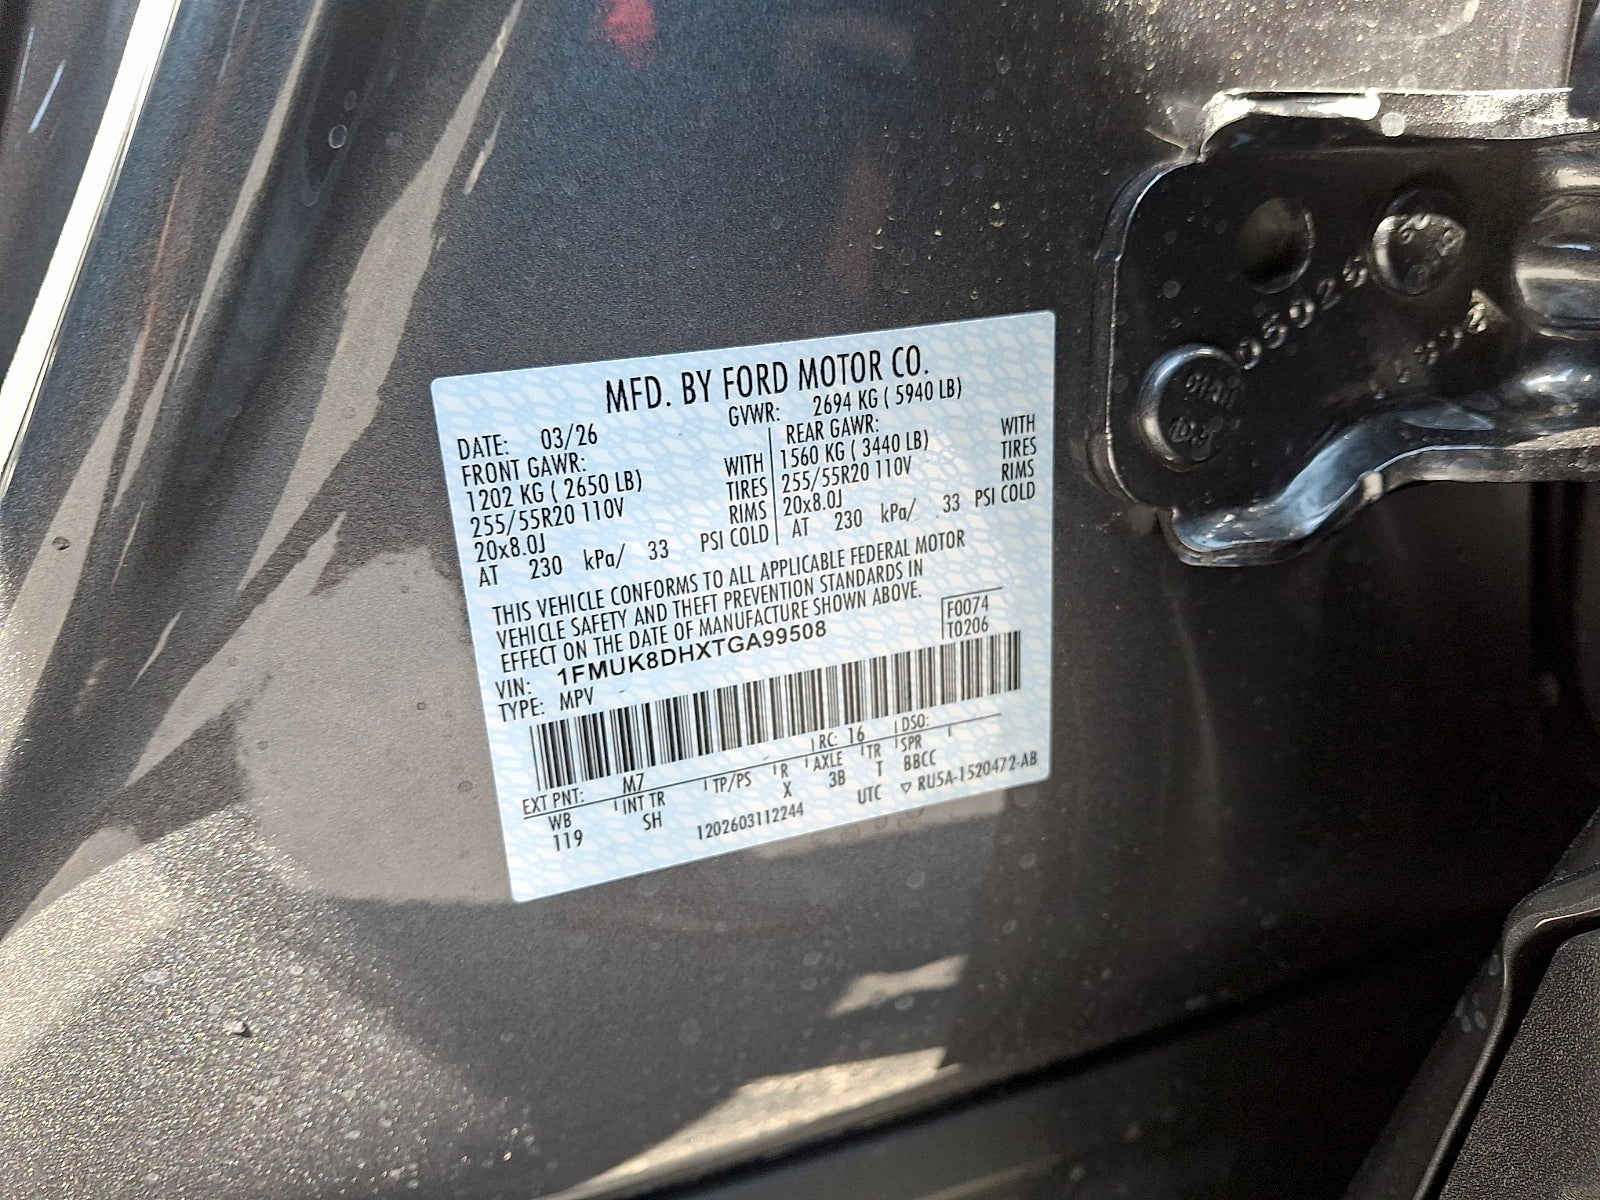 MFD. BY FORD MOTOR CO.
DATE: 03/26 GVWR: 2694 KG ( 5940 LB)
FRONT GAWR: REAR GAWR:
1202 KG ( 2650 LB) WITH 1560 KG ( 3440 LB) WITH
255/55R20 110V TIRES 255/55R20 110V TIRES
20x8.0J RIMS 20x8.0J RIMS
AT 230 kPa/ 33 PSI COLD AT 230 kPa/ 33 PSI COLD
THIS VEHICLE CONFORMS TO ALL APPLICABLE FEDERAL MOTOR
VEHICLE SAFETY AND THEFT PREVENTION STANDARDS IN
EFFECT ON THE DATE OF MANUFACTURE SHOWN ABOVE.
F0074
T0206
VIN: 1FMUK8DHXTGA99508
TYPE: MPV
EXT PNT: M7 RC: 16 DSO:
WB INT TR TP/PS R AXLE TR SPR
119 SH X 3B T BBCC
1202603112244 UTC ▽ RU5A-1520472-AB